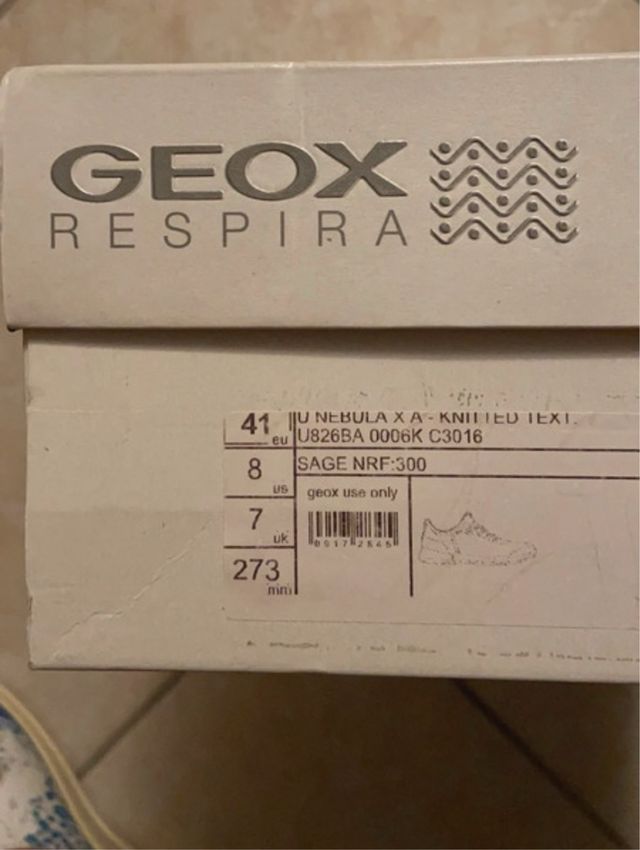 GEOX
RESPIRA
41 eu
U NEBULA X A - KNITTED TEXT.
U826BA 0006K C3016
8 us
SAGE NRF:300
geox use only
7 uk
273 mm